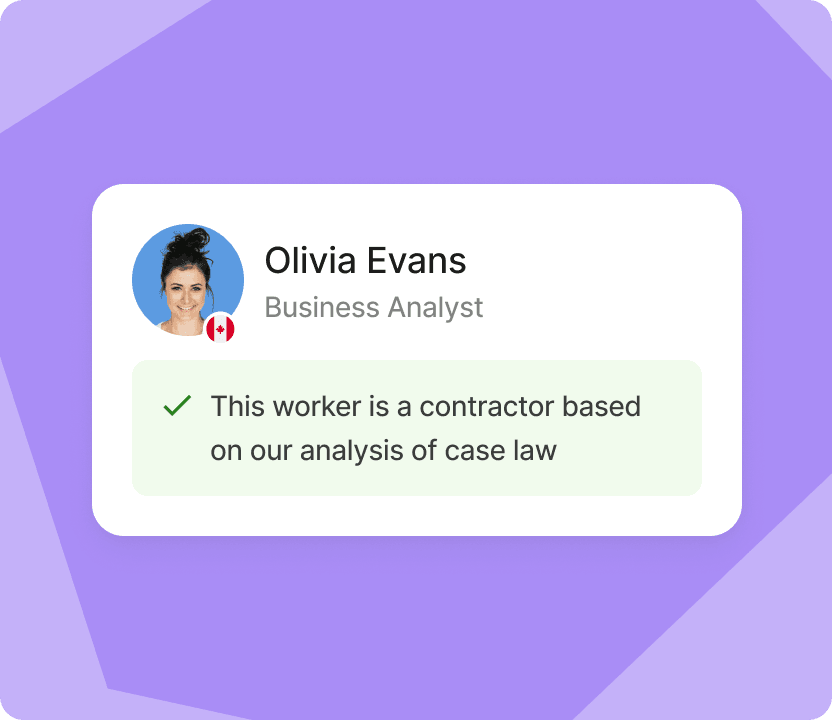 Olivia Evans
Business Analyst
This worker is a contractor based
on our analysis of case law